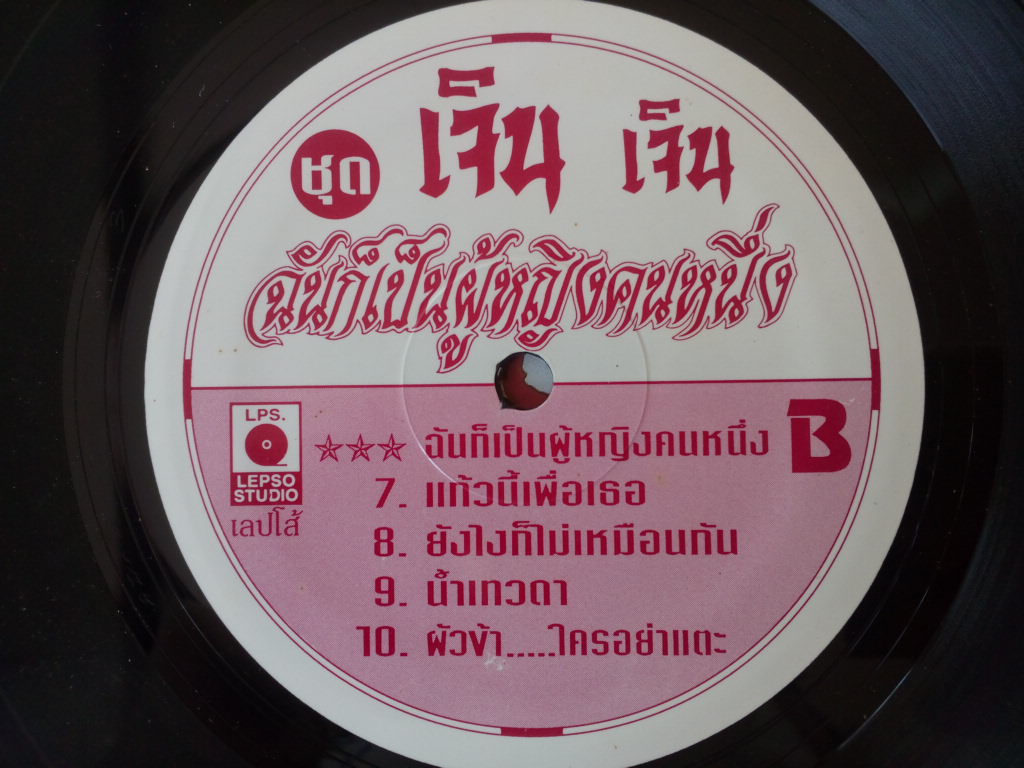 ชุด เจิน เจิน
ฉันก็เป็นผู้หญิงคนหนึ่ง
LPS.
LEPSO
STUDIO
เลปโส้
B
☆☆☆ ฉันก็เป็นผู้หญิงคนหนึ่ง
7. แก้วนี้เพื่อเธอ
8. ยังไงก็ไม่เหมือนกัน
9. น้ำเทวดา
10. ผัวข้า.....ใครอย่าแตะ